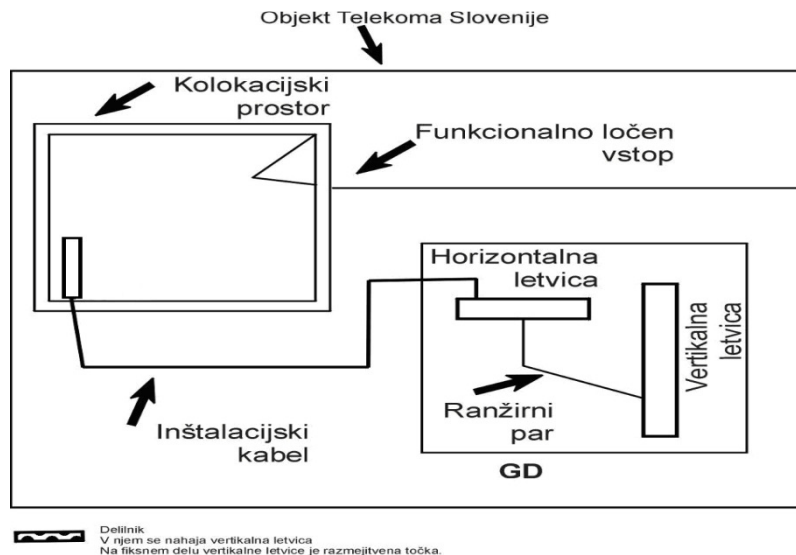 Objekt Telekoma Slovenije
Kolokacijski
prostor
Funkcionalno ločen
vstop
Horizontalna
letvica
Vertikalna
letvica
Ranžirni
par
Inštalacijski
kabel
GD
Delilnik
V njem se nahaja vertikalna letvica
Na fiksnem delu vertikalne letvice je razmejitvena točka.